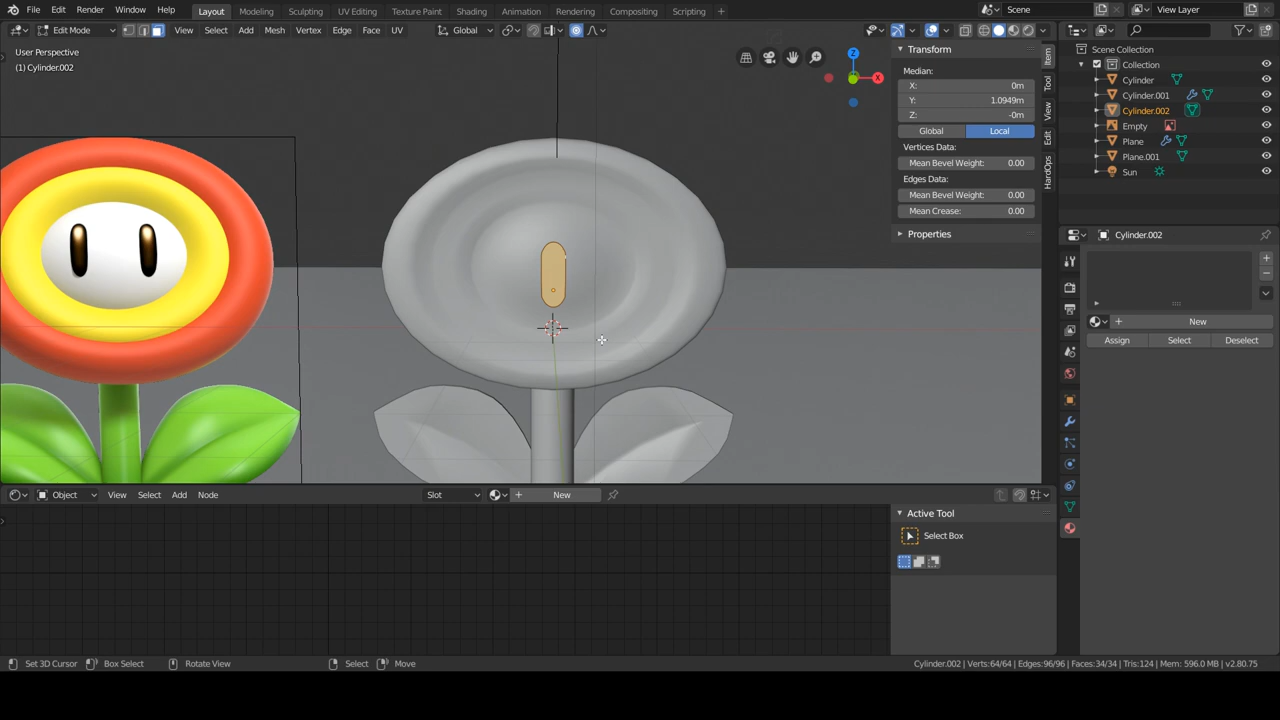 File Edit Render Window Help Layout Modeling Sculpting UV Editing Texture Paint Shading Animation Rendering Compositing Scripting + Scene View Layer
Edit Mode View Select Add Mesh Vertex Edge Face UV Global
User Perspective
(1) Cylinder.002
Z
X
Transform
Median:
X: 0m
Y: 1.0949m
Z: -0m
Global Local
Vertices Data:
Mean Bevel Weight: 0.00
Edges Data:
Mean Bevel Weight: 0.00
Mean Crease: 0.00
Properties
Item
Tool
View
Edit
HardOps
Scene Collection
Collection
Cylinder
Cylinder.001
Cylinder.002
Empty
Plane
Plane.001
Sun
Cylinder.002
New
Assign Select Deselect
Object View Select Add Node Slot New
Active Tool
Select Box
Set 3D Cursor Box Select Rotate View Select Move Cylinder.002 | Verts:64/64 | Edges:96/96 | Faces:34/34 | Tris:124 | Mem: 596.0 MB | v2.80.75